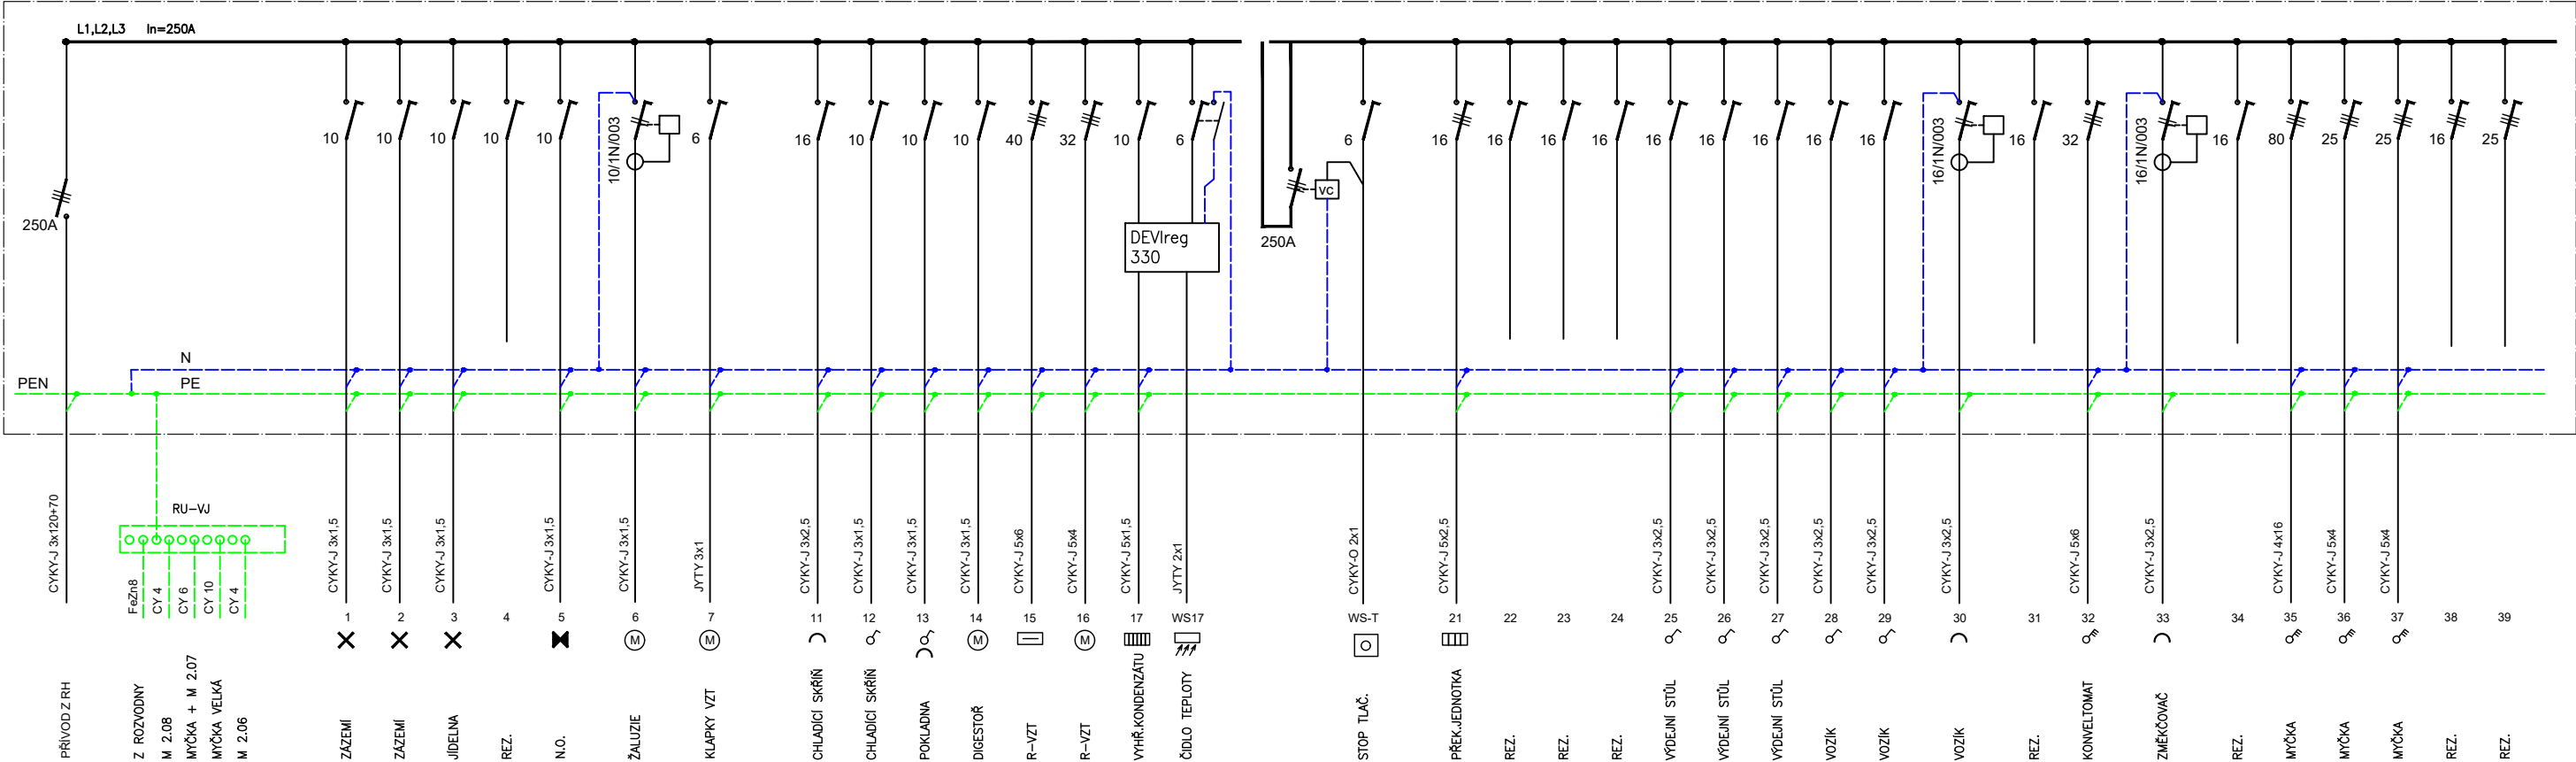 L1,L2,L3 In=250A
10
10
10
10
10
10/1N/003
6
16
10
10
10
40
32
10
6
6
16
16
16
16
16
16
16
16
16
16/1N/003
16
32
16/1N/003
16
80
25
25
16
25
VC
250A
DEVIreg
330
250A
N
PEN
PE
RU-VJ
CYKY-J 3x120+70
FeZn8
CY 4
CY 6
CY 10
CY 4
CYKY-J 3x1,5
CYKY-J 3x1,5
CYKY-J 3x1,5
CYKY-J 3x1,5
CYKY-J 3x1,5
JYTY 3x1
CYKY-J 3x2,5
CYKY-J 3x1,5
CYKY-J 3x1,5
CYKY-J 3x1,5
CYKY-J 5x6
CYKY-J 5x4
CYKY-J 5x1,5
JYTY 2x1
CYKY-O 2x1
CYKY-J 5x2,5
CYKY-J 3x2,5
CYKY-J 3x2,5
CYKY-J 3x2,5
CYKY-J 3x2,5
CYKY-J 3x2,5
CYKY-J 3x2,5
CYKY-J 5x6
CYKY-J 3x2,5
CYKY-J 4x16
CYKY-J 5x4
CYKY-J 5x4
1
2
3
4
5
6
7
11
12
13
14
15
16
17
WS17
WS-T
21
22
23
24
25
26
27
28
29
30
31
32
33
34
35
36
37
38
39
M
M
M
M
PŘÍVOD Z RH
Z ROZVODNY
M 2.08
MYČKA + M 2.07
MYČKA VELKÁ
M 2.06
ZÁZEMÍ
ZÁZEMÍ
JÍDELNA
REZ.
N.O.
ŽALUZIE
KLAPKY VZT
CHLADÍCÍ SKŘÍŇ
CHLADÍCÍ SKŘÍŇ
POKLADNA
DIGESTOŘ
R-VZT
R-VZT
VYHŘ.KONDENZÁTU
ČIDLO TEPLOTY
STOP TLAČ.
PŘEK.JEDNOTKA
REZ.
REZ.
REZ.
VÝDEJNÍ STŮL
VÝDEJNÍ STŮL
VÝDEJNÍ STŮL
VOZÍK
VOZÍK
VOZÍK
REZ.
KONVELTOMAT
ZMĚKČOVAČ
REZ.
MYČKA
MYČKA
MYČKA
REZ.
REZ.